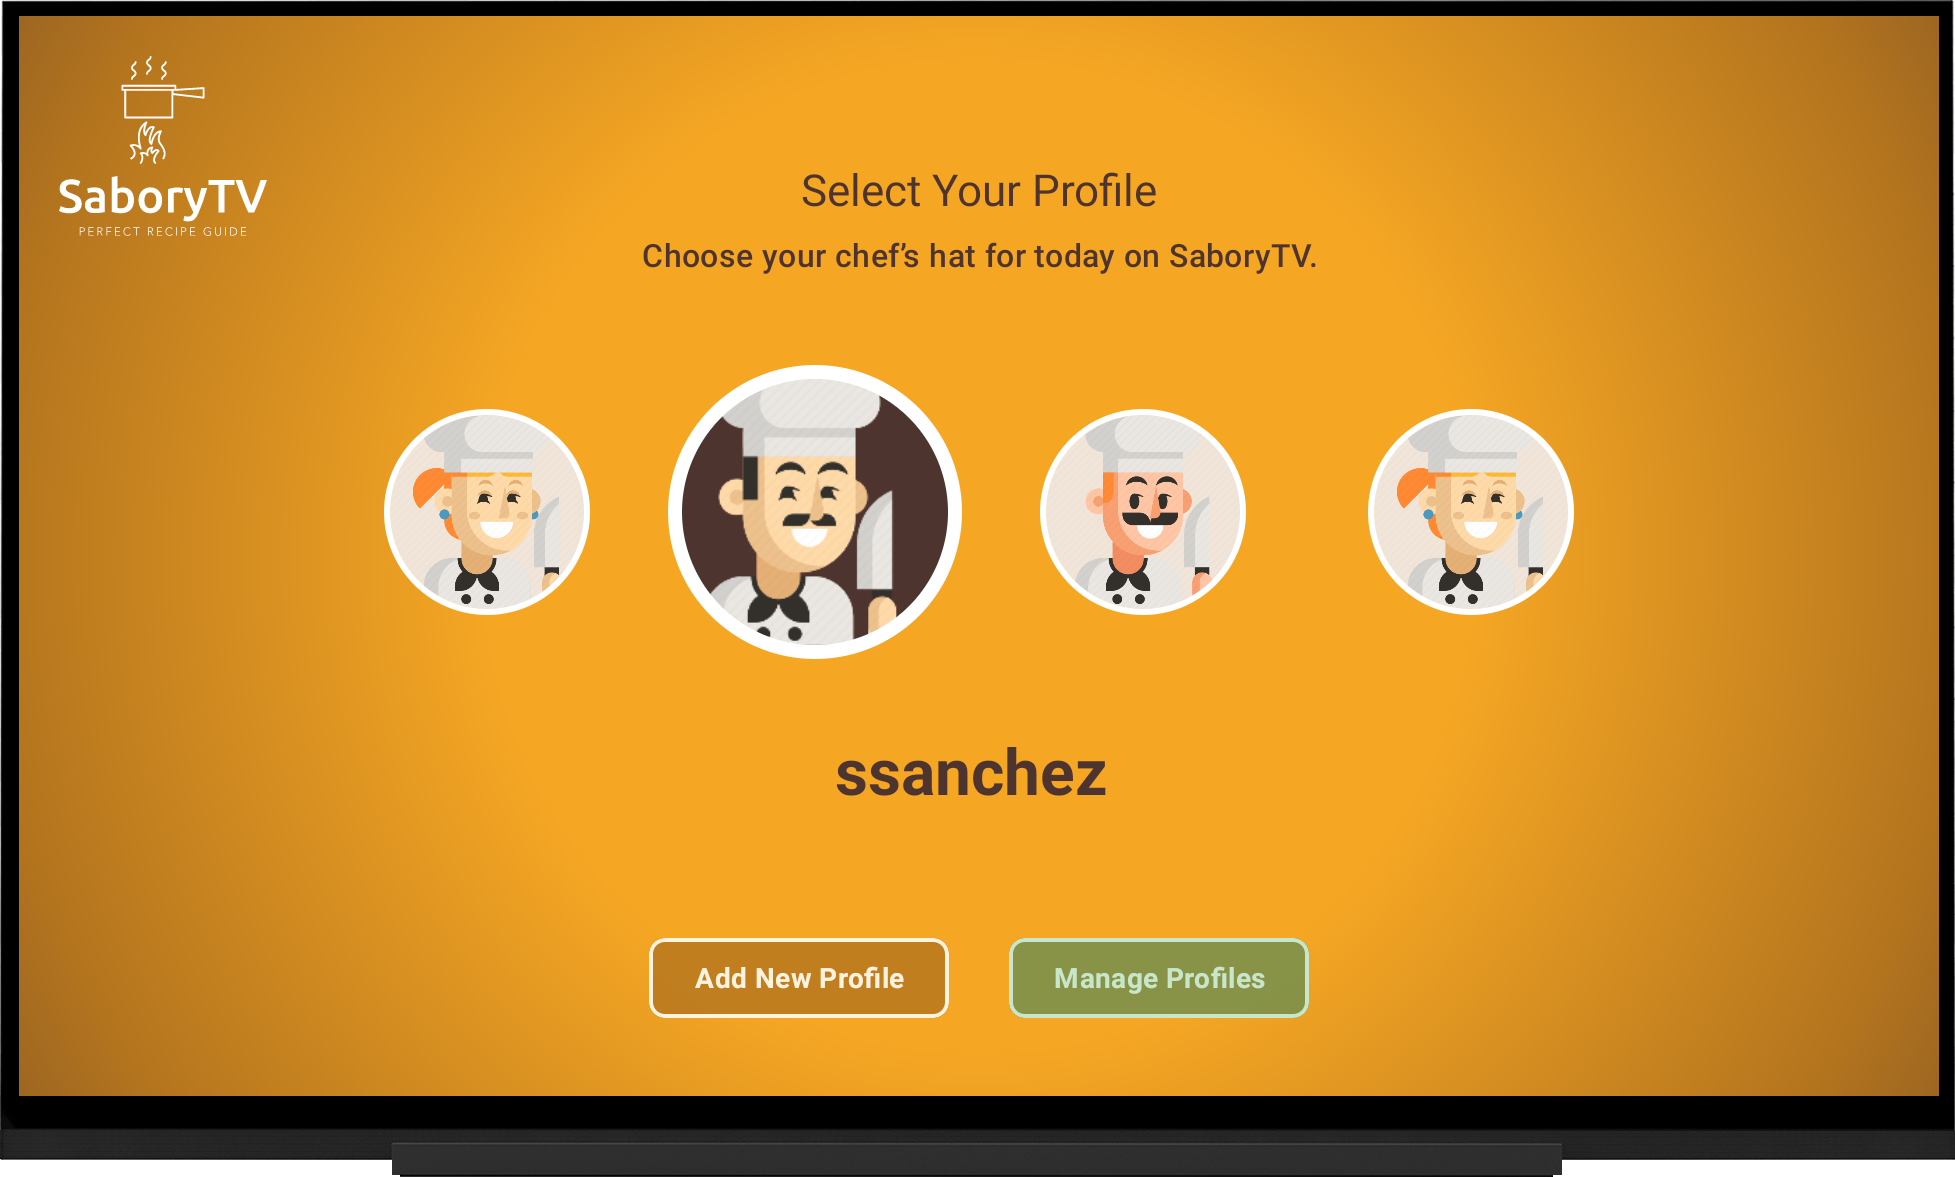 SaboryTV
PERFECT RECIPE GUIDE
Select Your Profile
Choose your chef’s hat for today on SaboryTV.
ssanchez
Add New Profile
Manage Profiles